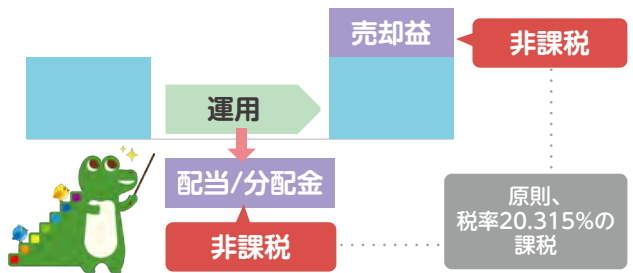 売却益
非課税
運用
配当/分配金
非課税
原則、
税率20.315%の
課税